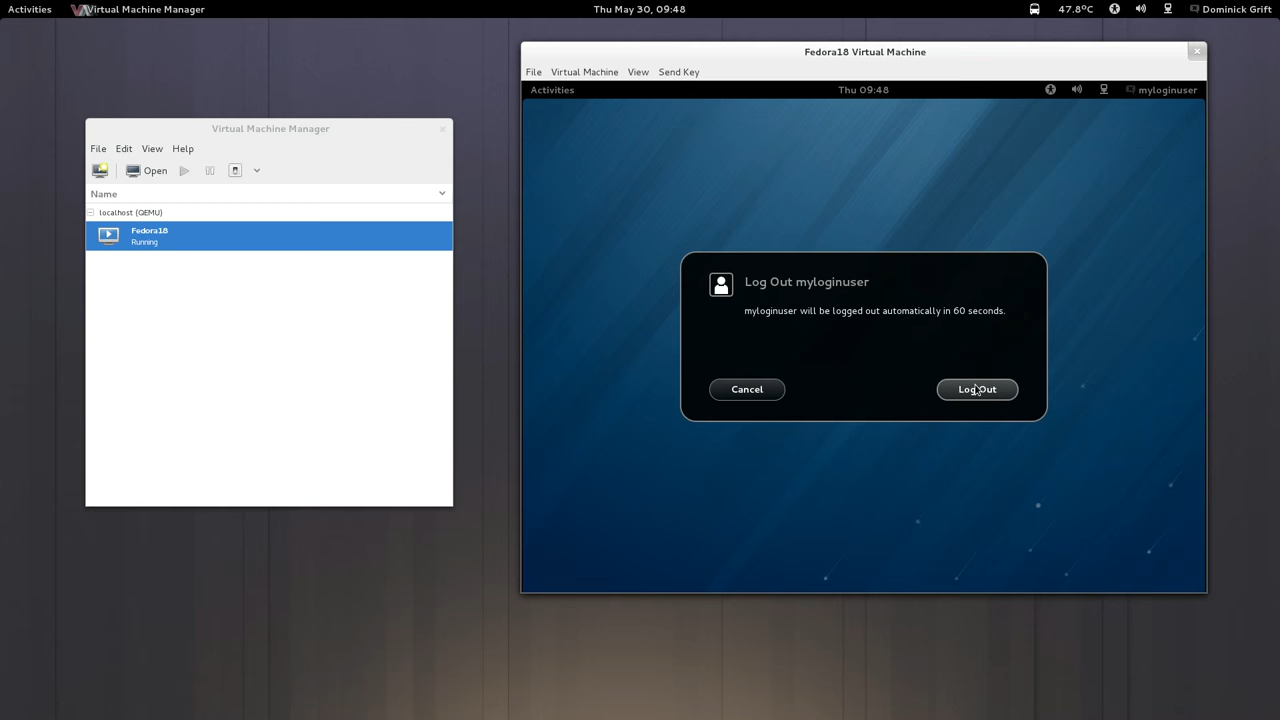 Activities
Virtual Machine Manager
Thu May 30, 09:48
47.8°C
Dominick Grift
Virtual Machine Manager
File Edit View Help
Open
Name
localhost (QEMU)
Fedora18
Running
Fedora18 Virtual Machine
File Virtual Machine View Send Key
Activities
Thu 09:48
myloginuser
Log Out myloginuser
myloginuser will be logged out automatically in 60 seconds.
Cancel
Log Out